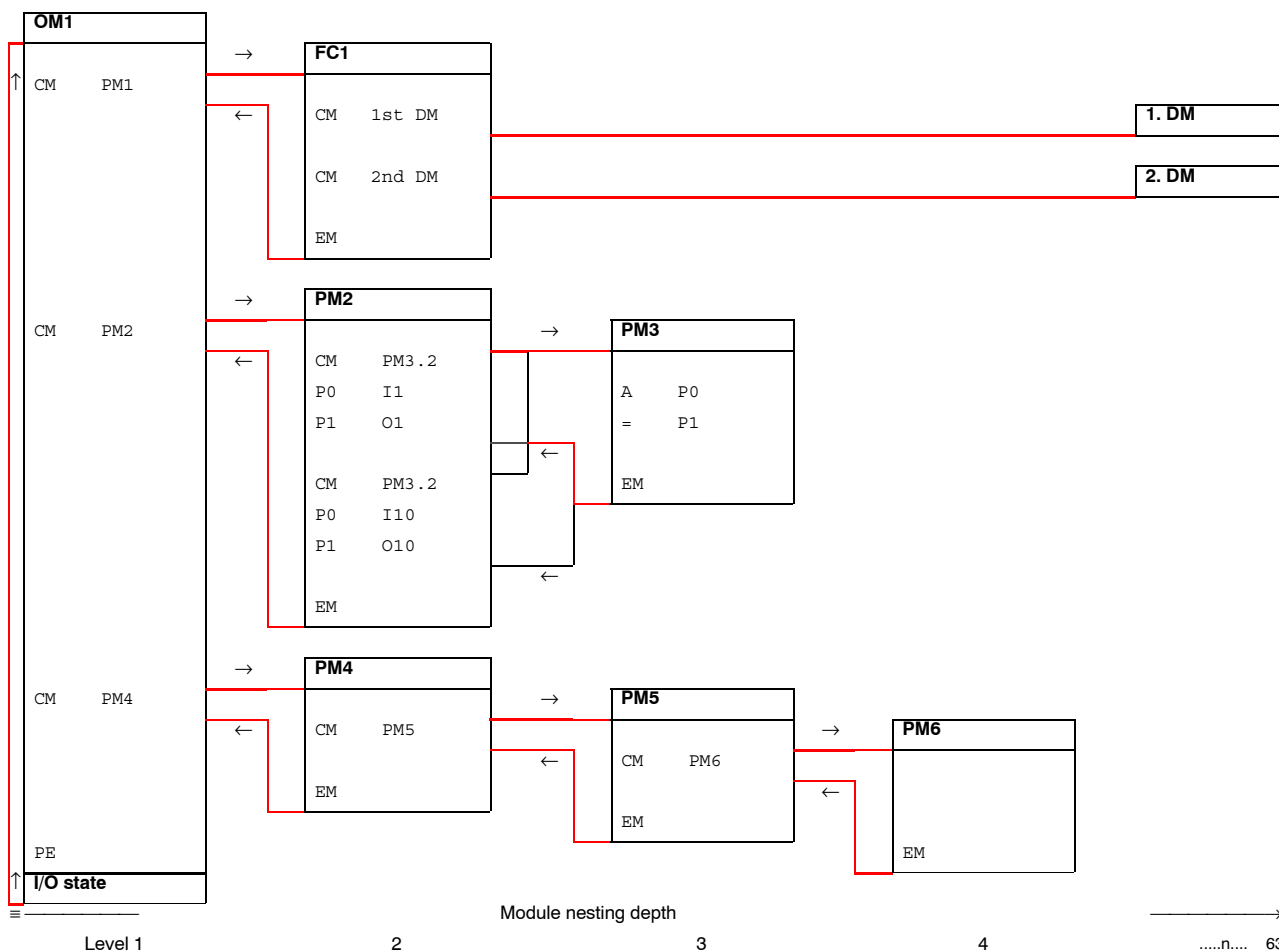 OM1
→ FC1
↑ CM PM1
← CM 1st DM 1. DM
CM 2nd DM 2. DM
EM
→ PM2
CM PM2 → PM3
← CM PM3.2
P0 I1 A P0
P1 O1 = P1
←
CM PM3.2 EM
P0 I10
P1 O10
←
EM
→ PM4
CM PM4 → PM5
← CM PM5 → PM6
← CM PM6
EM ←
EM
PE EM
↑ I/O state
≡ Module nesting depth →
Level 1 2 3 4 .....n.... 63